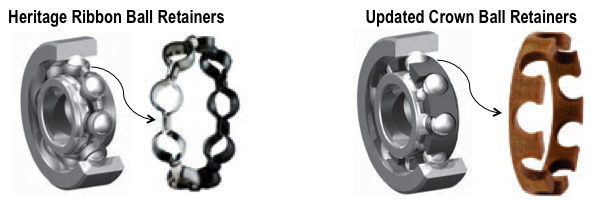 Heritage Ribbon Ball Retainers
Updated Crown Ball Retainers